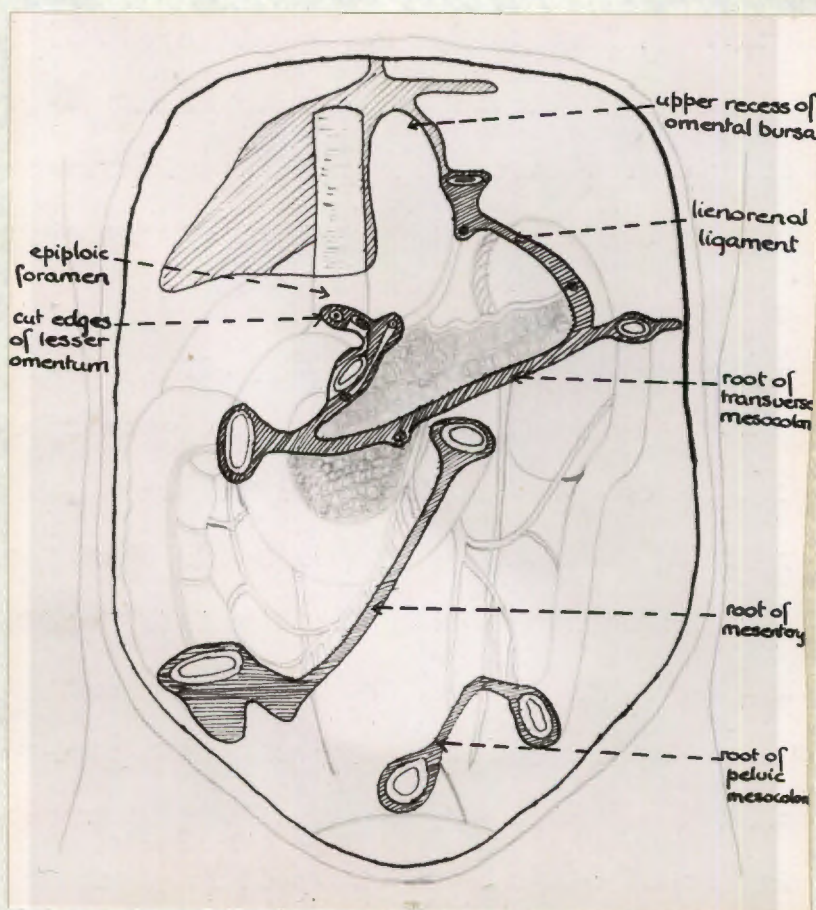 upper recess of
omental bursa
lienorenal
ligament
epiploic
foramen
cut edges
of lesser
omentum
root of
transverse
mesocolon
root of
mesentery
root of
pelvic
mesocolon